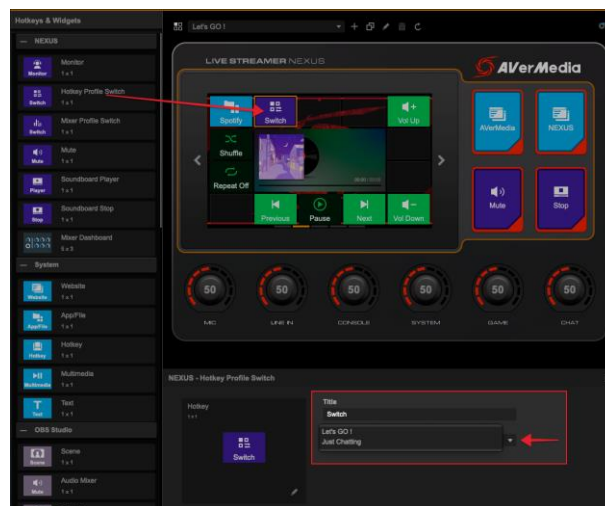 Hotkeys & Widgets
Let's GO !
NEXUS
Monitor
Monitor
1 x 1
Hotkey Profile Switch
Switch
1 x 1
Mixer Profile Switch
Switch
1 x 1
Mute
Mute
1 x 1
Soundboard Player
Player
1 x 1
Soundboard Stop
Stop
1 x 1
Mixer Dashboard
6 x 3
System
Website
Website
1 x 1
App/File
App/File
1 x 1
Hotkey
Hotkey
1 x 1
Multimedia
Multimedia
1 x 1
Text
Text
1 x 1
OBS Studio
Scene
Scene
1 x 1
Audio Mixer
Mute
1 x 1
LIVE STREAMER NEXUS
AVerMedia
Spotify
Switch
Vol Up
Shuffle
Repeat Off
Previous
Pause
Next
Vol Down
AVerMedia
NEXUS
Mute
Stop
50
50
50
50
50
50
MIC
LINE IN
CONSOLE
SYSTEM
GAME
CHAT
NEXUS - Hotkey Profile Switch
Hotkey
1 x 1
Switch
Title
Switch
Let's GO !
Just Chatting